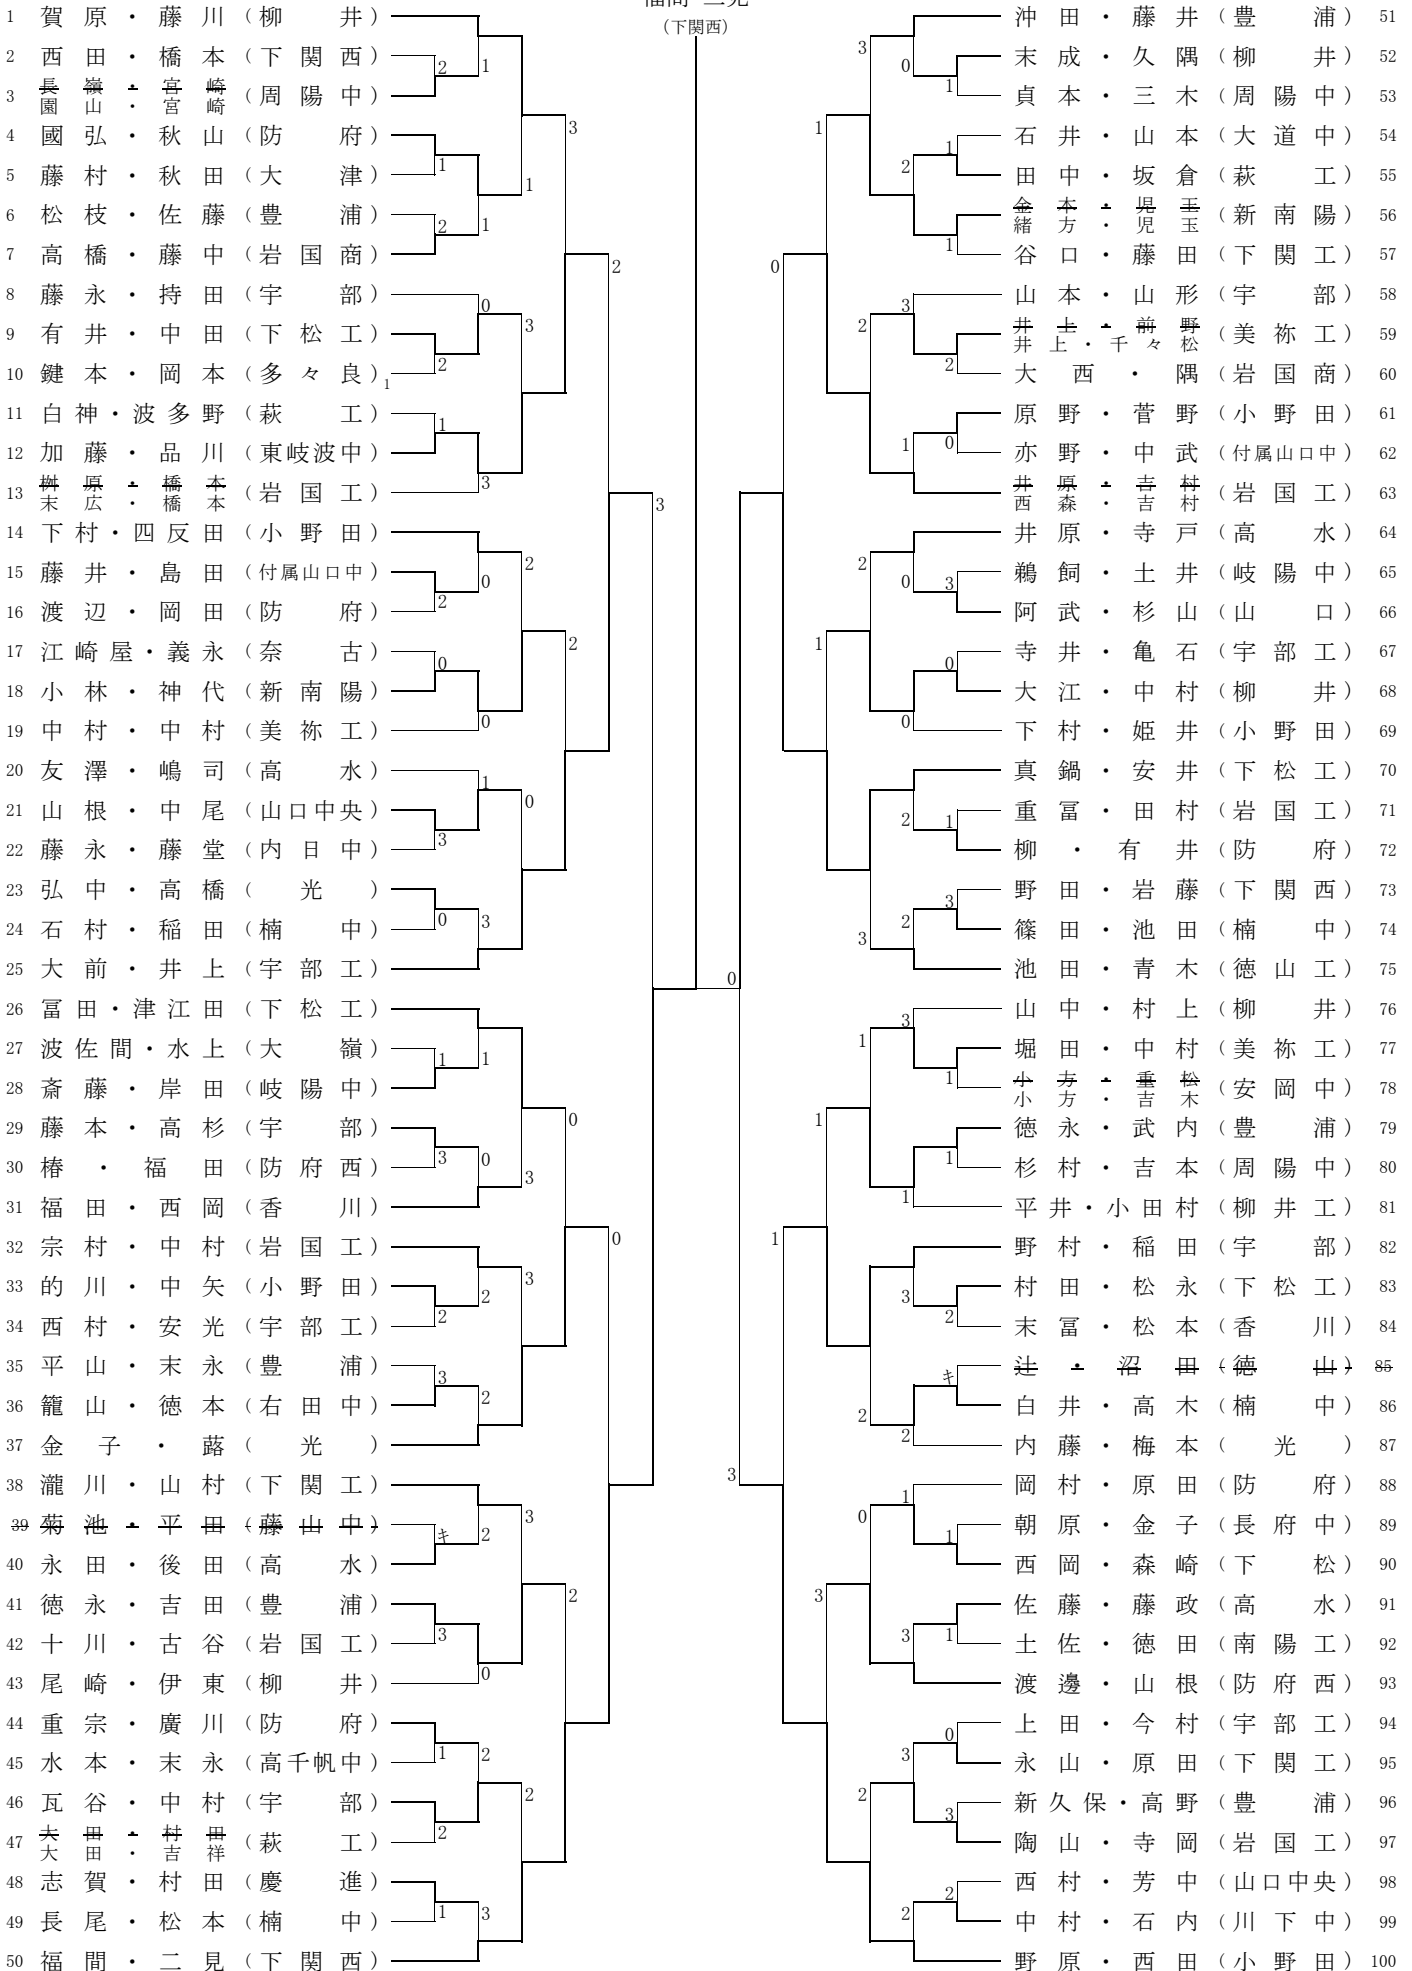 福間・二見
(下関西)
1 賀原・藤川（柳井）
2 西田・橋本（下関西）
長嶺・宮崎
3 園山・宮崎（周陽中）
4 國弘・秋山（防府）
5 藤村・秋田（大津）
6 松枝・佐藤（豊浦）
7 高橋・藤中（岩国商）
8 藤永・持田（宇部）
9 有井・中田（下松工）
10 鍵本・岡本（多々良）1
11 白神・波多野（萩工）
12 加藤・品川（東岐波中）
桝原・橋本
13 末広・橋本（岩国工）
14 下村・四反田（小野田）
15 藤井・島田（付属山口中）
16 渡辺・岡田（防府）
17 江崎屋・義永（奈古）
18 小林・神代（新南陽）
19 中村・中村（美祢工）
20 友澤・嶋司（高水）
21 山根・中尾（山口中央）
22 藤永・藤堂（内日中）
23 弘中・高橋（光）
24 石村・稲田（楠中）
25 大前・井上（宇部工）
26 冨田・津江田（下松工）
27 波佐間・水上（大嶺）
28 斎藤・岸田（岐陽中）
29 藤本・高杉（宇部）
30 椿・福田（防府西）
31 福田・西岡（香川）
32 宗村・中村（岩国工）
33 的川・中矢（小野田）
34 西村・安光（宇部工）
35 平山・末永（豊浦）
36 籠山・徳本（右田中）
37 金子・蕗（光）
38 瀧川・山村（下関工）
39 菊池・平田（藤山中）
40 永田・後田（高水）
41 徳永・吉田（豊浦）
42 十川・古谷（岩国工）
43 尾崎・伊東（柳井）
44 重宗・廣川（防府）
45 水本・末永（高千帆中）
46 瓦谷・中村（宇部）
大田・村田
47 大田・吉祥（萩工）
48 志賀・村田（慶進）
49 長尾・松本（楠中）
50 福間・二見（下関西）
沖田・藤井（豊浦）51
末成・久隅（柳井）52
貞本・三木（周陽中）53
石井・山本（大道中）54
田中・坂倉（萩工）55
金本・児玉
緒方・児玉（新南陽）56
谷口・藤田（下関工）57
山本・山形（宇部）58
井上・前野
井上・千々松（美祢工）59
大西・隅（岩国商）60
原野・菅野（小野田）61
亦野・中武（付属山口中）62
井原・吉村
西森・吉村（岩国工）63
井原・寺戸（高水）64
鵜飼・土井（岐陽中）65
阿武・杉山（山口）66
寺井・亀石（宇部工）67
大江・中村（柳井）68
下村・姫井（小野田）69
真鍋・安井（下松工）70
重冨・田村（岩国工）71
柳・有井（防府）72
野田・岩藤（下関西）73
篠田・池田（楠中）74
池田・青木（徳山工）75
山中・村上（柳井）76
堀田・中村（美祢工）77
小方・重松
小方・吉木（安岡中）78
徳永・武内（豊浦）79
杉村・吉本（周陽中）80
平井・小田村（柳井工）81
野村・稲田（宇部）82
村田・松永（下松工）83
末冨・松本（香川）84
辻・沼田（徳山）85
白井・高木（楠中）86
内藤・梅本（光）87
岡村・原田（防府）88
朝原・金子（長府中）89
西岡・森崎（下松）90
佐藤・藤政（高水）91
土佐・徳田（南陽工）92
渡邊・山根（防府西）93
上田・今村（宇部工）94
永山・原田（下関工）95
新久保・高野（豊浦）96
陶山・寺岡（岩国工）97
西村・芳中（山口中央）98
中村・石内（川下中）99
野原・西田（小野田）100